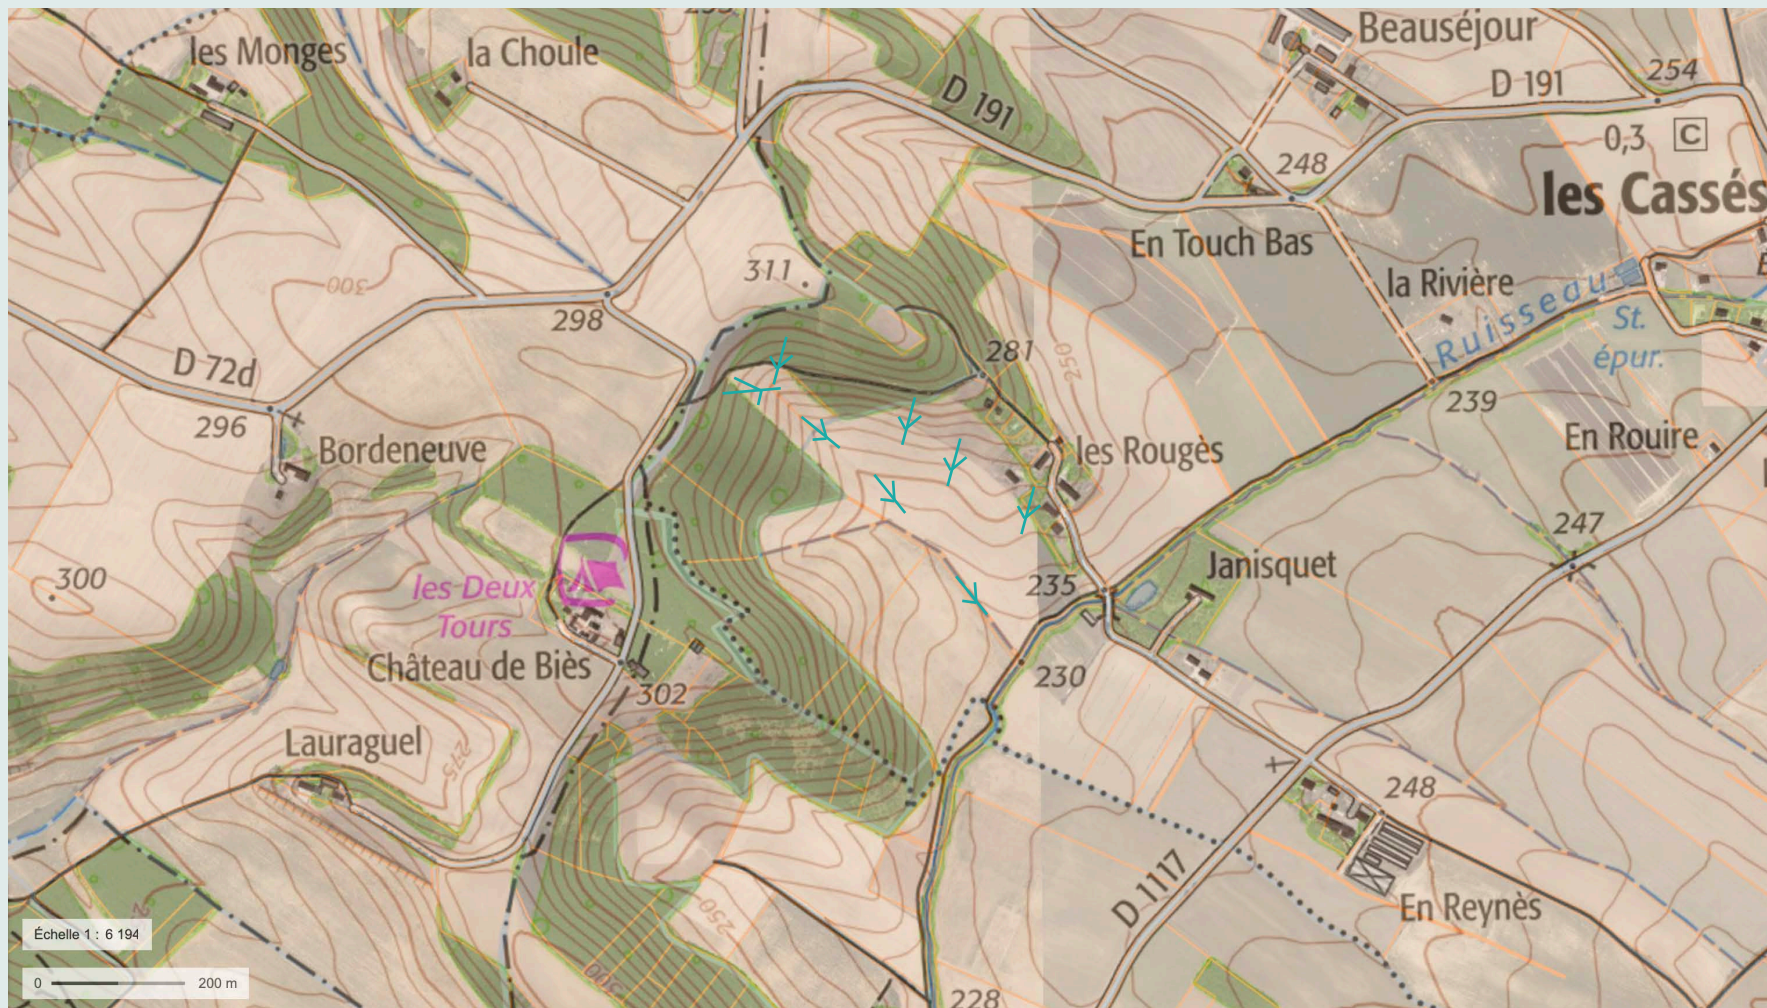 les Monges
la Choule
Beauséjour
D 191
D 191
254
0,3 C
248
les Cassés
En Touch Bas
311
la Rivière
300
298
Ruisseau
St.
épur.
281
250
D 72d
239
296
Bordeneuve
les Rougès
En Rouire
247
300
les Deux
Tours
235
Janisquet
Château de Biès
302
230
Lauraguel
275
248
D 1117
250
En Reynès
Échelle 1 : 6 194
0 200 m
300
228